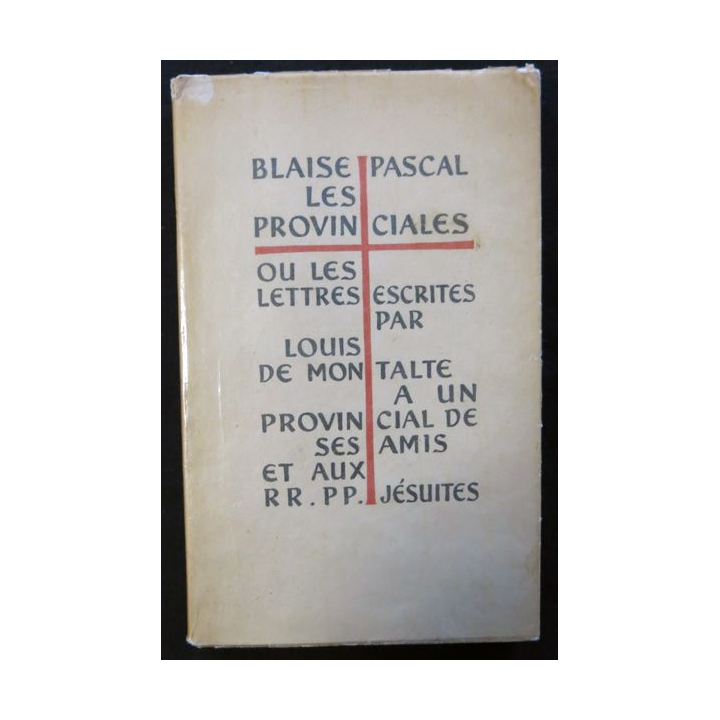 BLAISE PASCAL
LES
PROVIN CIALES
OU LES
LETTRES ESCRITES
PAR
LOUIS
DE MON TALTE
A UN
PROVIN CIAL DE
SES AMIS
ET AUX
RR. PP. JÉSUITES